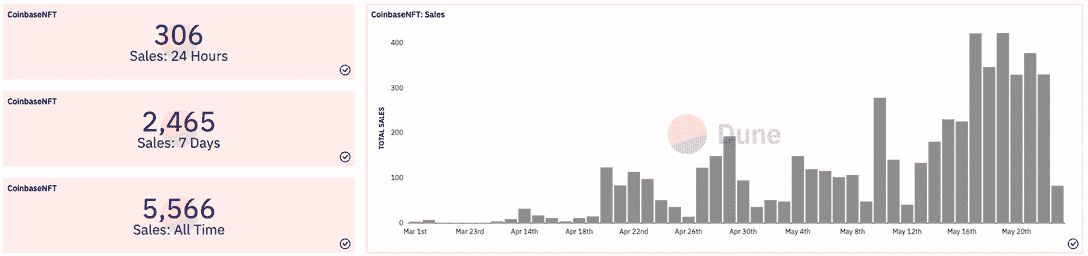 CoinbaseNFT
306
Sales: 24 Hours
CoinbaseNFT
2,465
Sales: 7 Days
CoinbaseNFT
5,566
Sales: All Time
CoinbaseNFT: Sales
TOTAL SALES
400
300
200
100
0
Dune
Mar 1st
Mar 23rd
Apr 14th
Apr 18th
Apr 22nd
Apr 26th
Apr 30th
May 4th
May 8th
May 12th
May 16th
May 20th